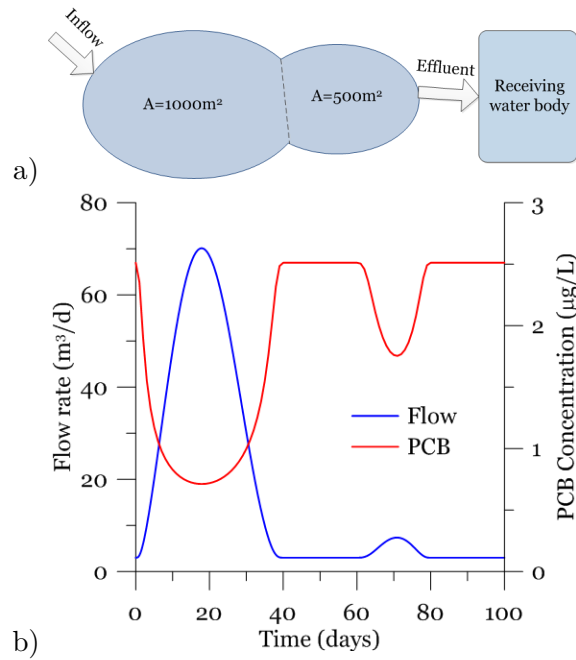 a)
Inflow
A=1000m²
A=500m²
Effluent
Receiving
water body
b)
Flow rate (m³/d)
80
60
40
20
0
Flow
PCB
3
2
1
0
PCB Concentration (µg/L)
0 20 40 60 80 100
Time (days)